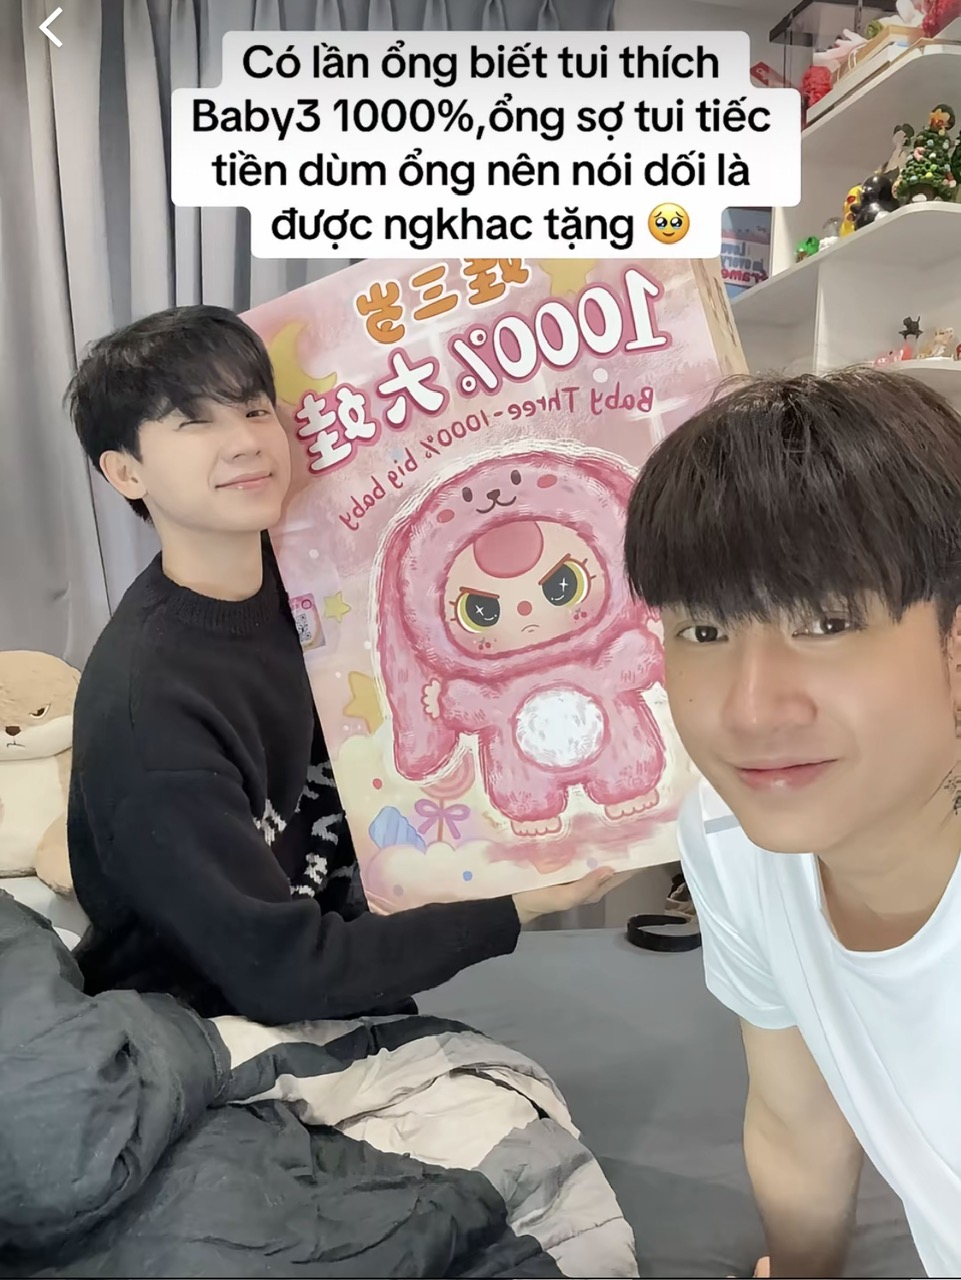 Có lần ổng biết tui thích
Baby3 1000%,ổng sợ tui tiếc
tiền dùm ổng nên nói dối là
được ngkhac tặng 🥹
娃三岁
1000% 大娃
Baby Three-1000% big baby